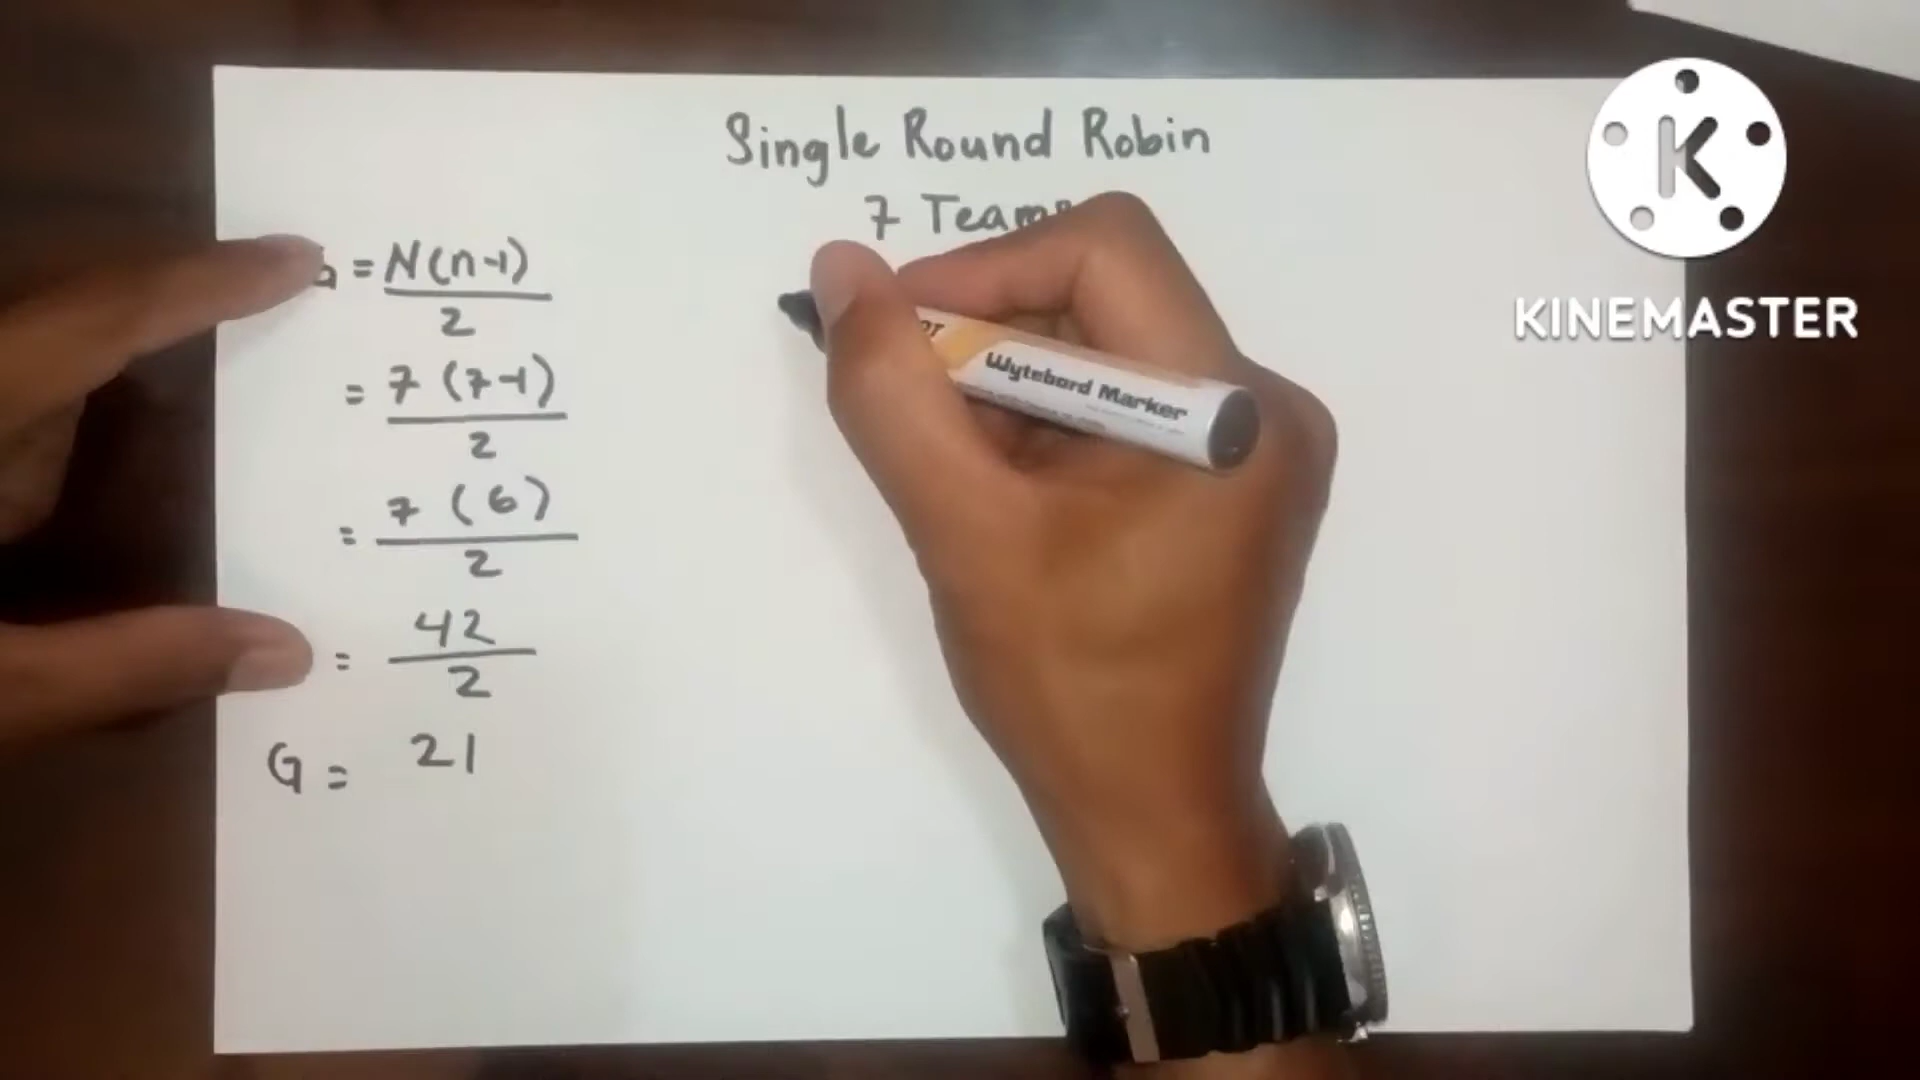 Single Round Robin
7 Teams
G = N(n-1)
2
= 7 (7-1)
2
= 7 (6)
2
= 42
2
G = 21
Wytebord Marker
K
KINEMASTER